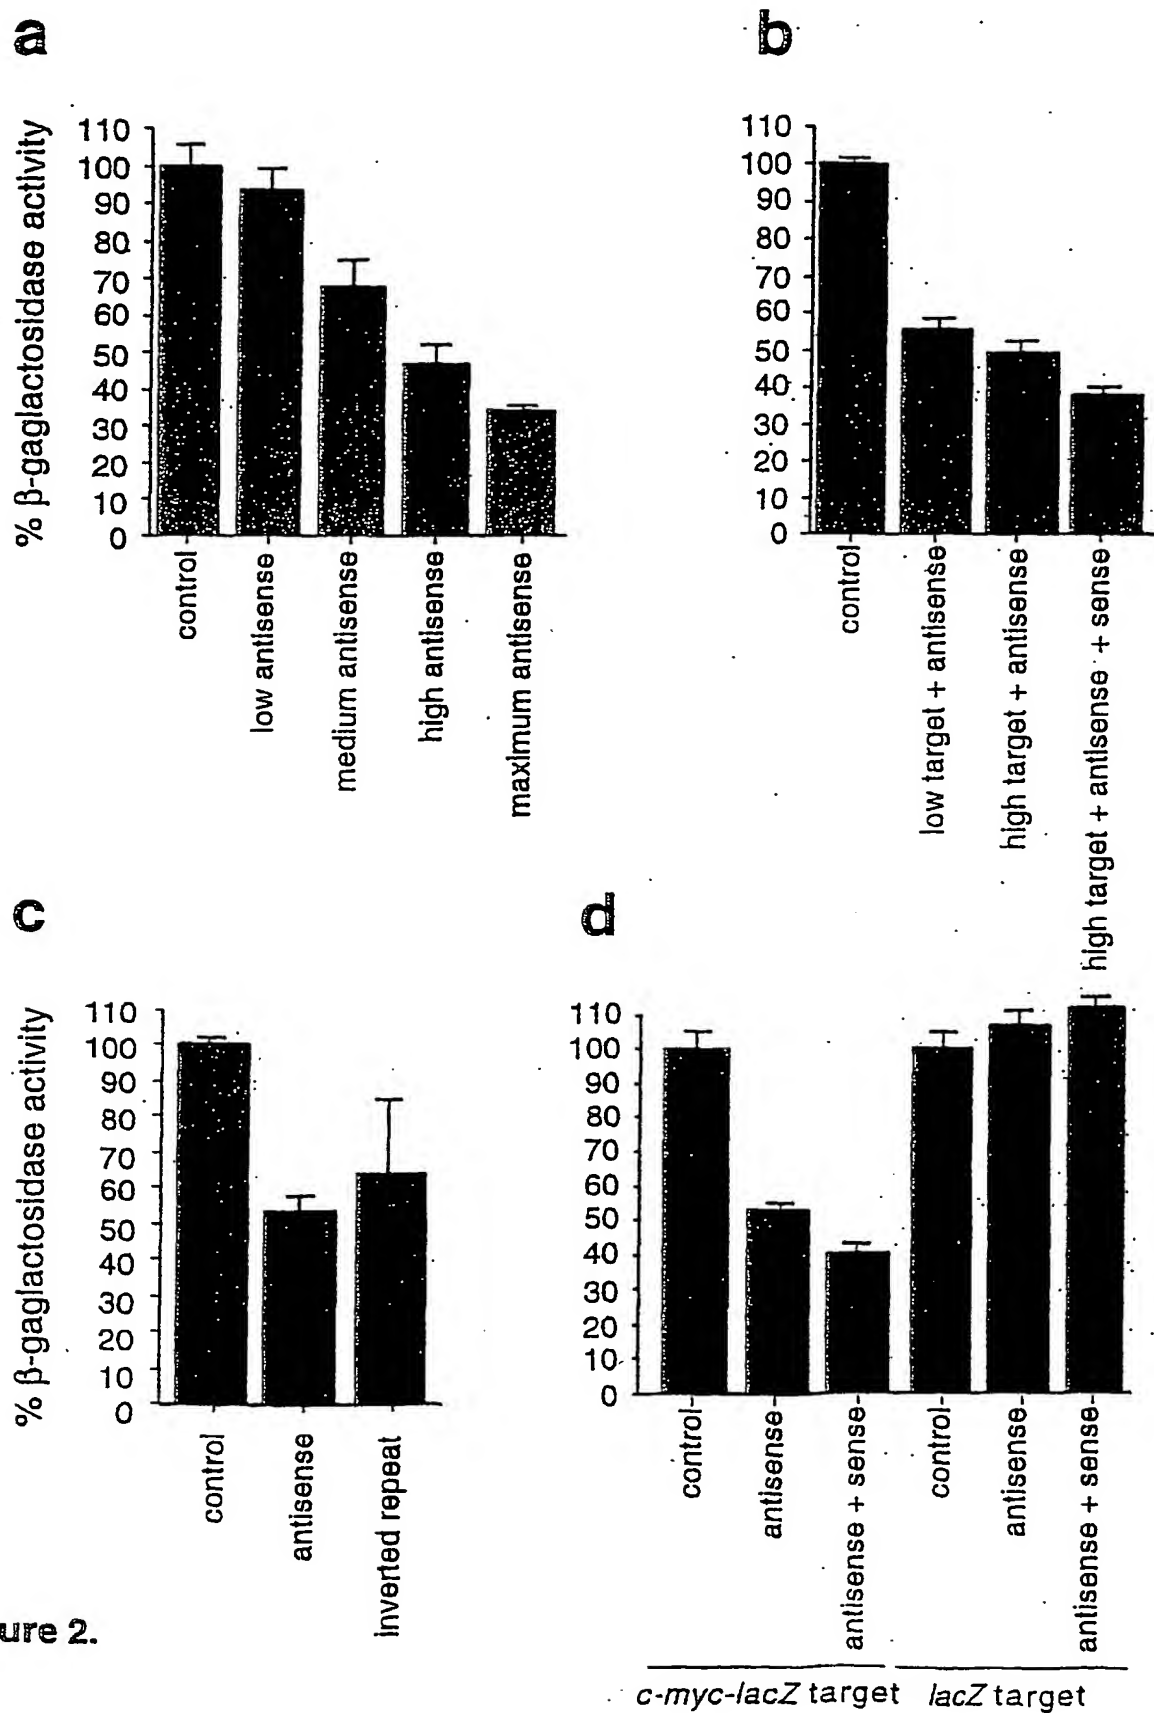 a
% β-gaglactosidase activity
110
100
90
80
70
60
50
40
30
20
10
0
control
low antisense
medium antisense
high antisense
maximum antisense
b
110
100
90
80
70
60
50
40
30
20
10
0
control
low target + antisense
high target + antisense
high target + antisense + sense
c
% β-gaglactosidase activity
110
100
90
80
70
60
50
40
30
20
10
0
control
antisense
inverted repeat
d
110
100
90
80
70
60
50
40
30
20
10
0
control
antisense
antisense + sense
control
antisense
antisense + sense
c-myc-lacZ target
lacZ target
ure 2.